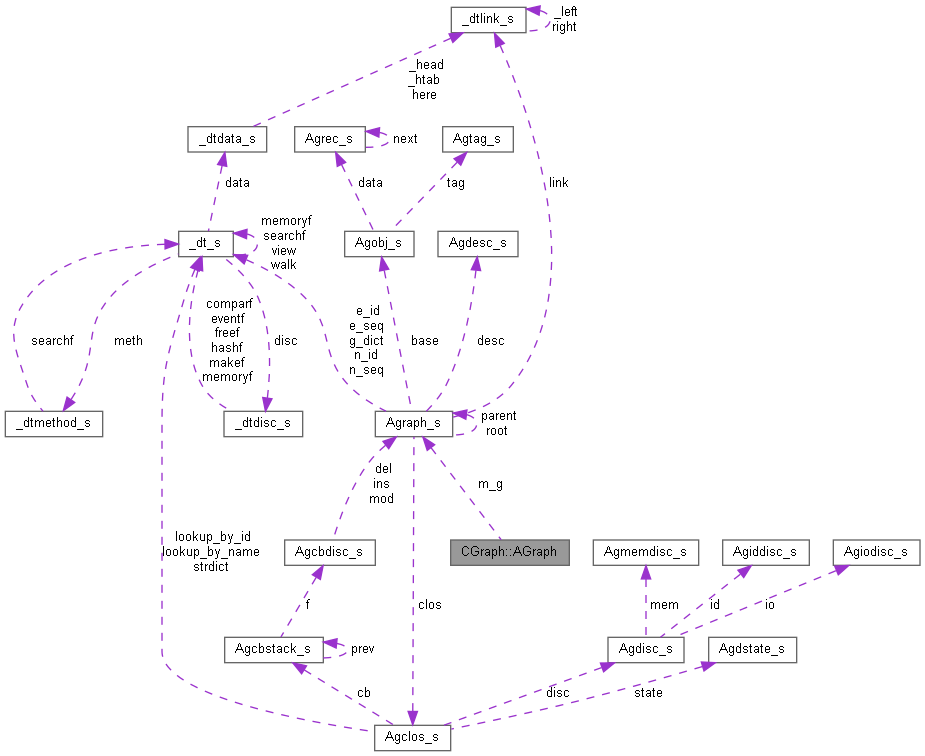 _dtlink_s
_left
right
_head
_htab
here
_dtdata_s
Agrec_s
next
Agtag_s
data
data
tag
link
memoryf
searchf
view
walk
_dt_s
Agobj_s
Agdesc_s
searchf
meth
comparf
eventf
freef
hashf
makef
memoryf
disc
e_id
e_seq
g_dict
n_id
n_seq
base
desc
_dtmethod_s
_dtdisc_s
Agraph_s
parent
root
del
ins
mod
m_g
lookup_by_id
lookup_by_name
strdict
Agcbdisc_s
CGraph::AGraph
Agmemdisc_s
Agiddisc_s
Agiodisc_s
f
clos
mem
id
io
Agcbstack_s
prev
Agdisc_s
Agdstate_s
cb
disc
state
Agclos_s